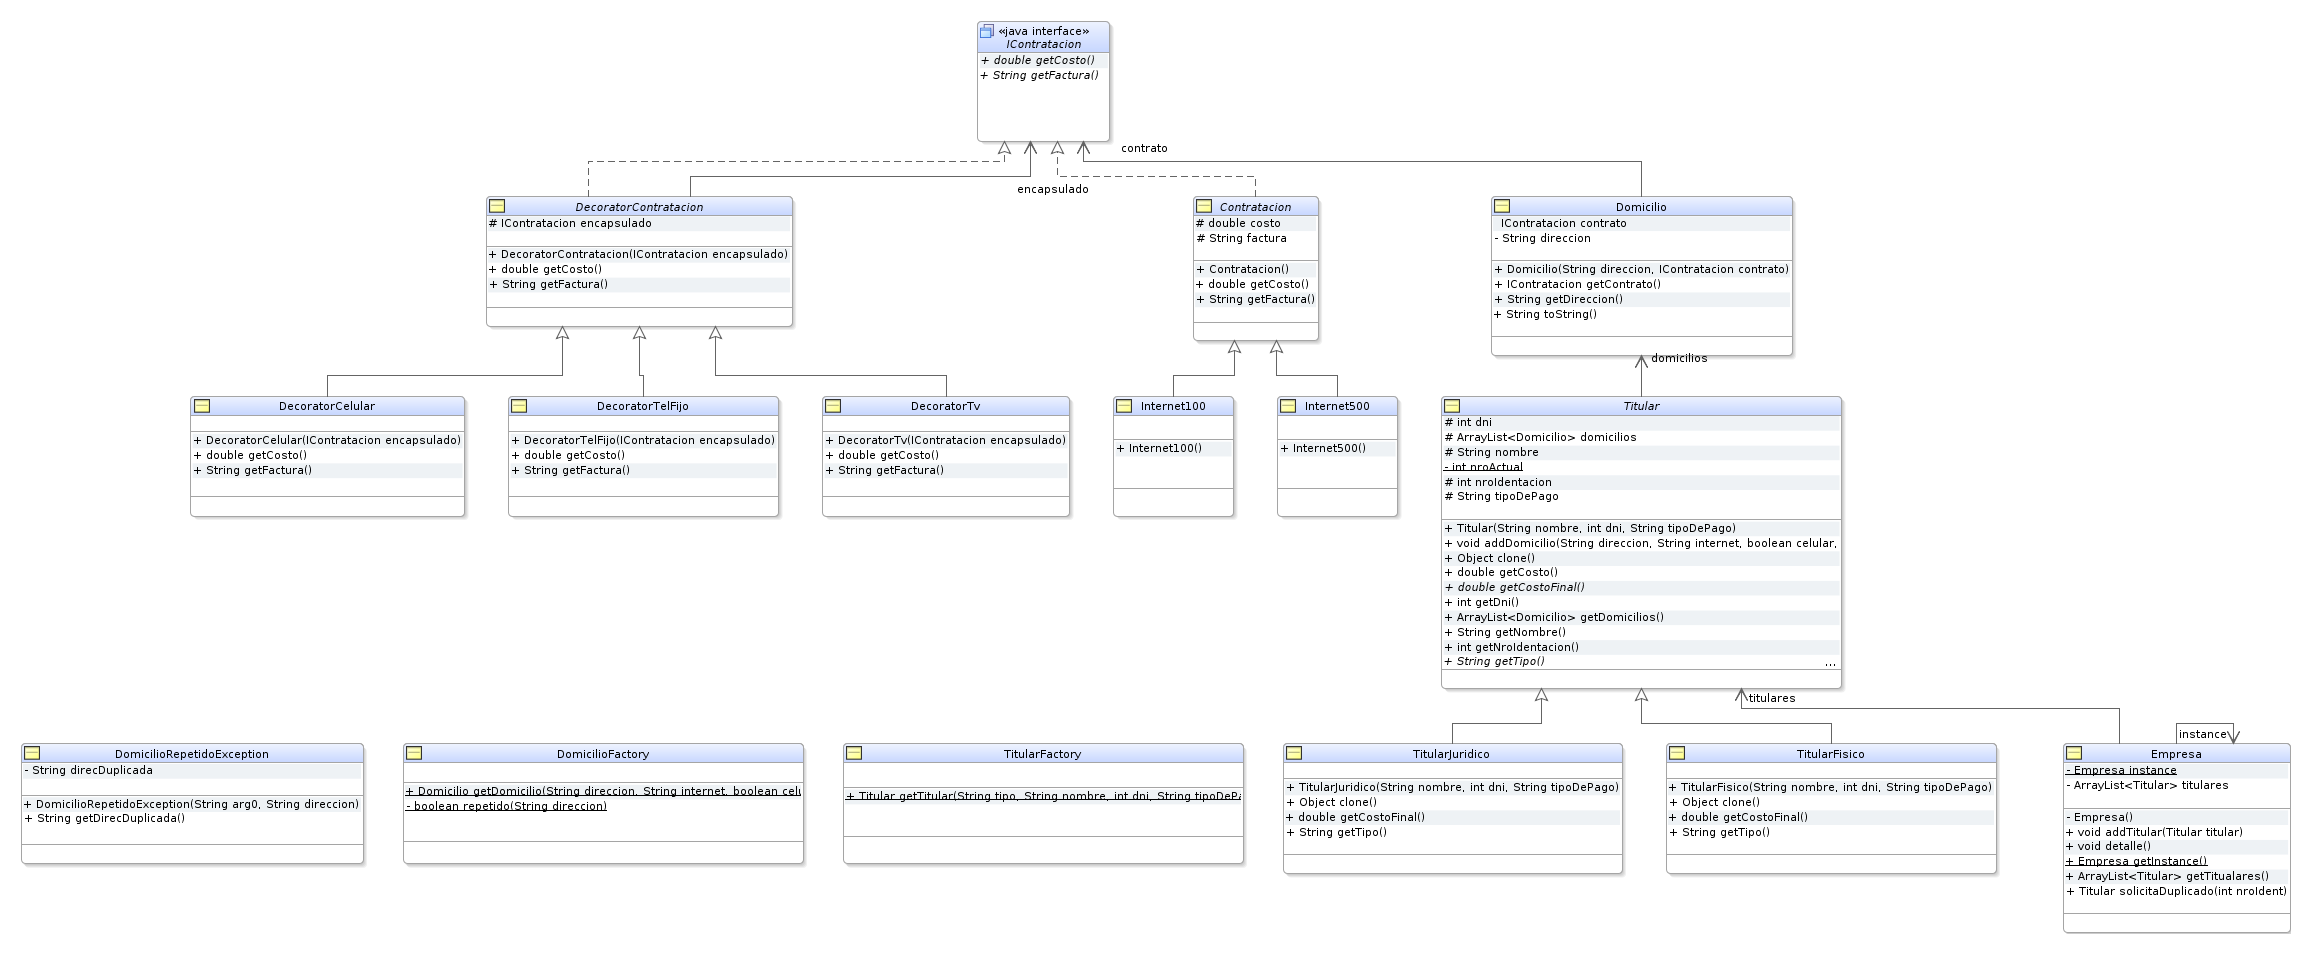 «java interface»
IContratacion
+ double getCosto()
+ String getFactura()
contrato
encapsulado
DecoratorContratacion
# IContratacion encapsulado
+ DecoratorContratacion(IContratacion encapsulado)
+ double getCosto()
+ String getFactura()
Contratacion
# double costo
# String factura
+ Contratacion()
+ double getCosto()
+ String getFactura()
Domicilio
IContratacion contrato
- String direccion
+ Domicilio(String direccion, IContratacion contrato)
+ IContratacion getContrato()
+ String getDireccion()
+ String toString()
domicilios
DecoratorCelular
+ DecoratorCelular(IContratacion encapsulado)
+ double getCosto()
+ String getFactura()
DecoratorTelFijo
+ DecoratorTelFijo(IContratacion encapsulado)
+ double getCosto()
+ String getFactura()
DecoratorTv
+ DecoratorTv(IContratacion encapsulado)
+ double getCosto()
+ String getFactura()
Internet100
+ Internet100()
Internet500
+ Internet500()
Titular
# int dni
# ArrayList<Domicilio> domicilios
# String nombre
- int nroActual
# int nroIdentacion
# String tipoDePago
+ Titular(String nombre, int dni, String tipoDePago)
+ void addDomicilio(String direccion, String internet, boolean celular,
+ Object clone()
+ double getCosto()
+ double getCostoFinal()
+ int getDni()
+ ArrayList<Domicilio> getDomicilios()
+ String getNombre()
+ int getNroIdentacion()
+ String getTipo() ...
titulares
instance
DomicilioRepetidoException
- String direcDuplicada
+ DomicilioRepetidoException(String arg0, String direccion)
+ String getDirecDuplicada()
DomicilioFactory
+ Domicilio getDomicilio(String direccion, String internet, boolean celu
- boolean repetido(String direccion)
TitularFactory
+ Titular getTitular(String tipo, String nombre, int dni, String tipoDePa
TitularJuridico
+ TitularJuridico(String nombre, int dni, String tipoDePago)
+ Object clone()
+ double getCostoFinal()
+ String getTipo()
TitularFisico
+ TitularFisico(String nombre, int dni, String tipoDePago)
+ Object clone()
+ double getCostoFinal()
+ String getTipo()
Empresa
- Empresa instance
- ArrayList<Titular> titulares
- Empresa()
+ void addTitular(Titular titular)
+ void detalle()
+ Empresa getInstance()
+ ArrayList<Titular> getTitualares()
+ Titular solicitaDuplicado(int nroIdent)